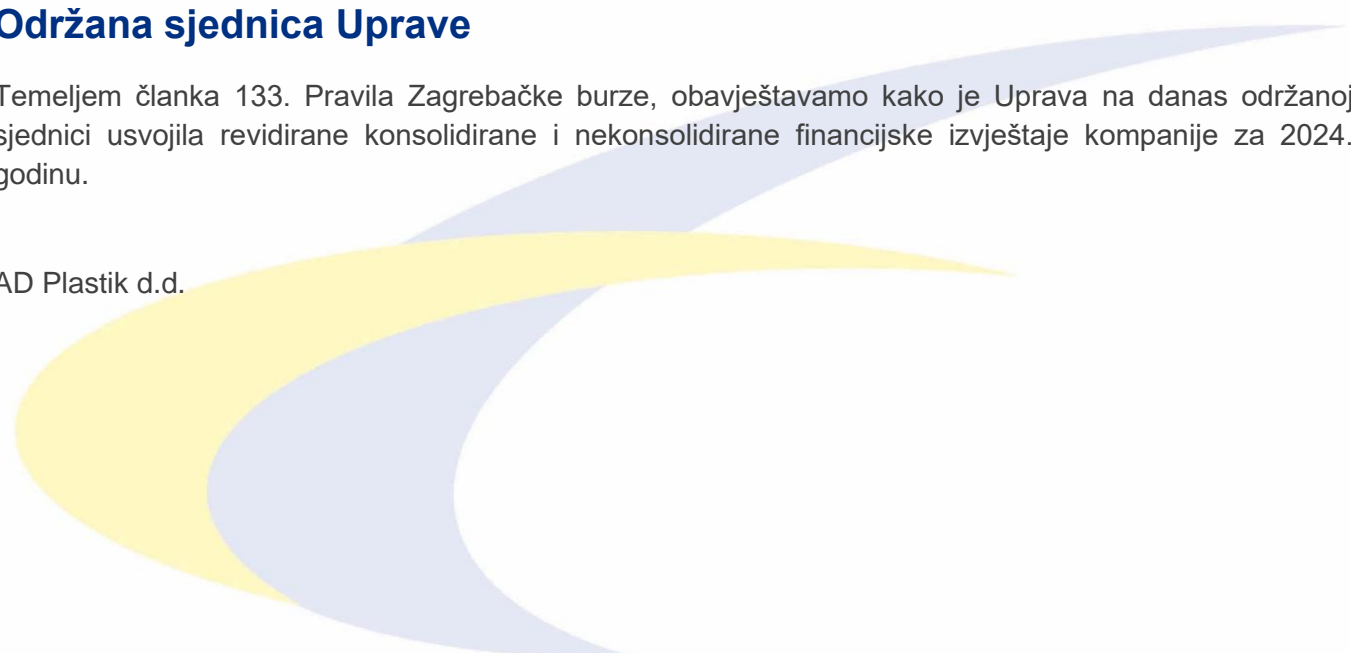 Održana sjednica Uprave
Temeljem članka 133. Pravila Zagrebačke burze, obavještavamo kako je Uprava na danas održanoj
sjednici usvojila revidirane konsolidirane i nekonsolidirane financijske izvještaje kompanije za 2024.
godinu.
AD Plastik d.d.